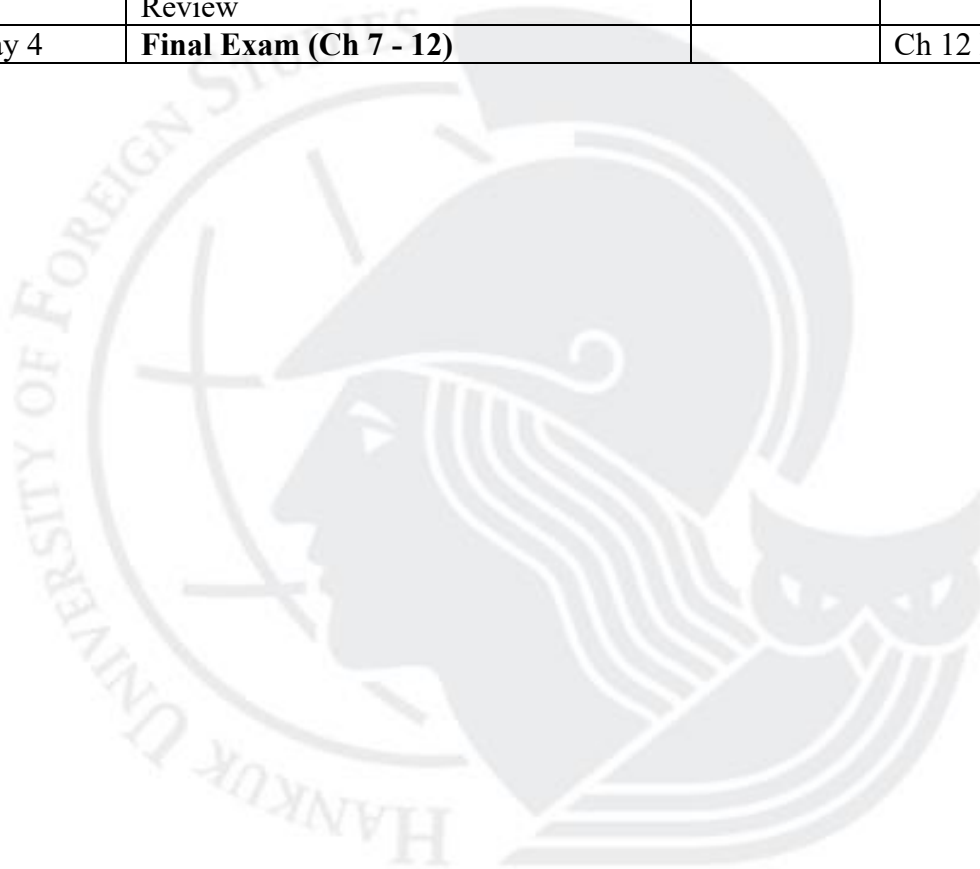 Review
ay 4 Final Exam (Ch 7 - 12) Ch 12
HANKUK UNIVERSITY OF FOREIGN STUDIES